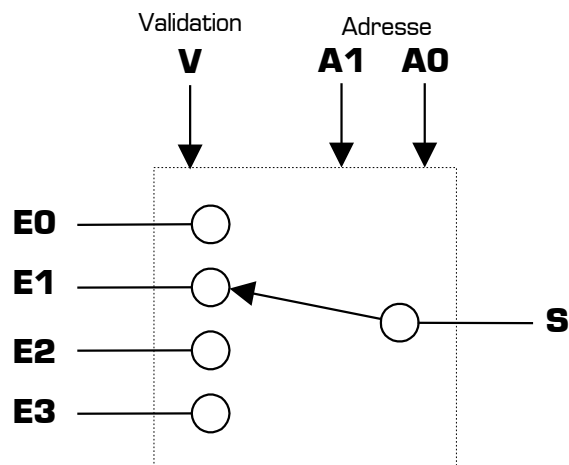 Validation
Adresse
V
A1 A0
E0
E1
E2
S
E3